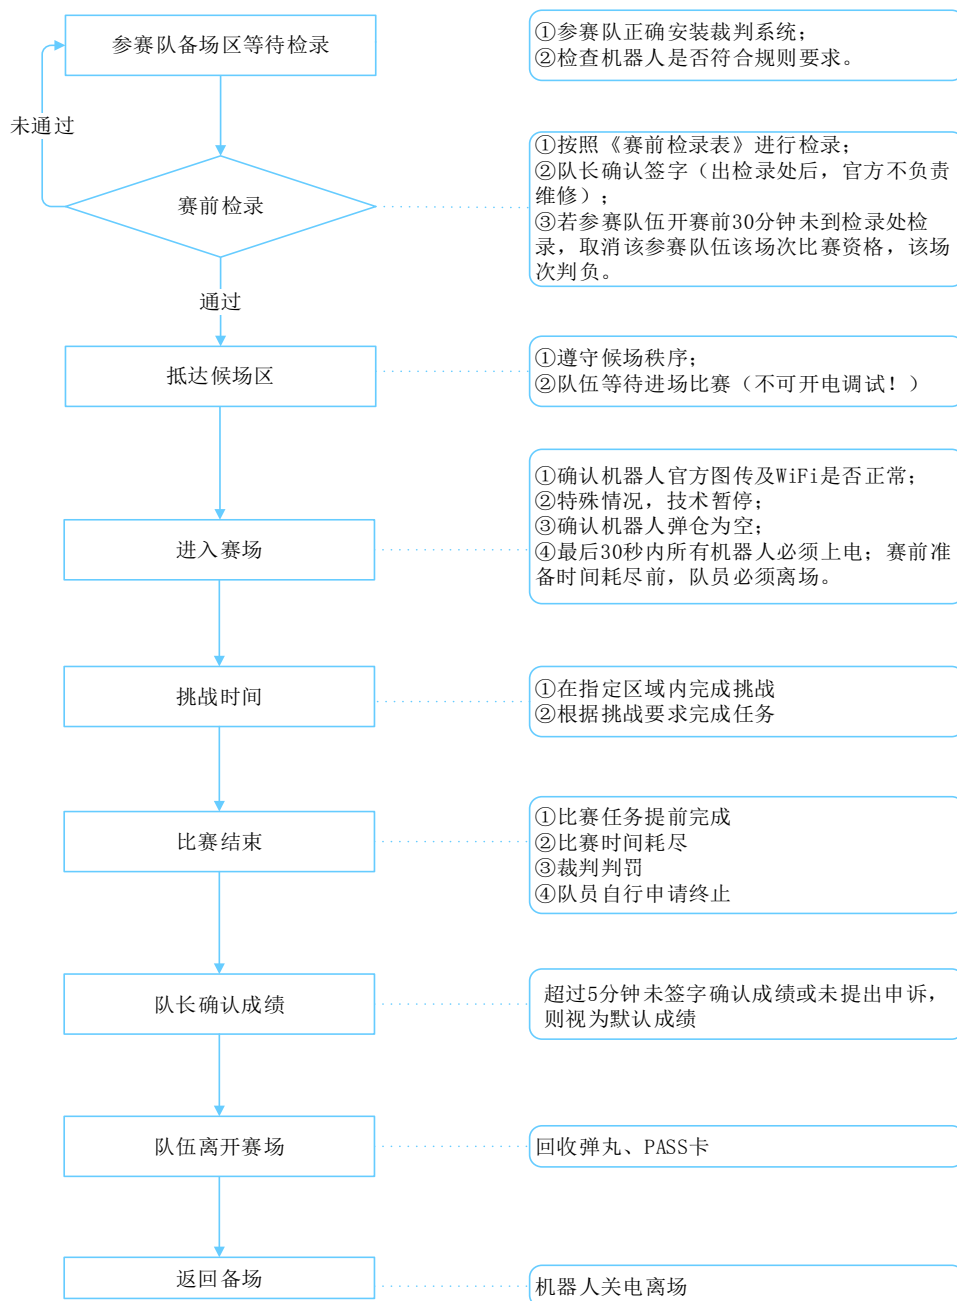 参赛队备场区等待检录
①参赛队正确安装裁判系统；
②检查机器人是否符合规则要求。
未通过
赛前检录
①按照《赛前检录表》进行检录；
②队长确认签字（出检录处后，官方不负责
维修）；
③若参赛队伍开赛前30分钟未到检录处检
录，取消该参赛队伍该场次比赛资格，该场
次判负。
通过
抵达候场区
①遵守候场秩序；
②队伍等待进场比赛（不可开电调试！）
进入赛场
①确认机器人官方图传及WiFi是否正常；
②特殊情况，技术暂停；
③确认机器人弹仓为空；
④最后30秒内所有机器人必须上电；赛前准
备时间耗尽前，队员必须离场。
挑战时间
①在指定区域内完成挑战
②根据挑战要求完成任务
比赛结束
①比赛任务提前完成
②比赛时间耗尽
③裁判判罚
④队员自行申请终止
队长确认成绩
超过5分钟未签字确认成绩或未提出申诉，
则视为默认成绩
队伍离开赛场
回收弹丸、PASS卡
返回备场
机器人关电离场